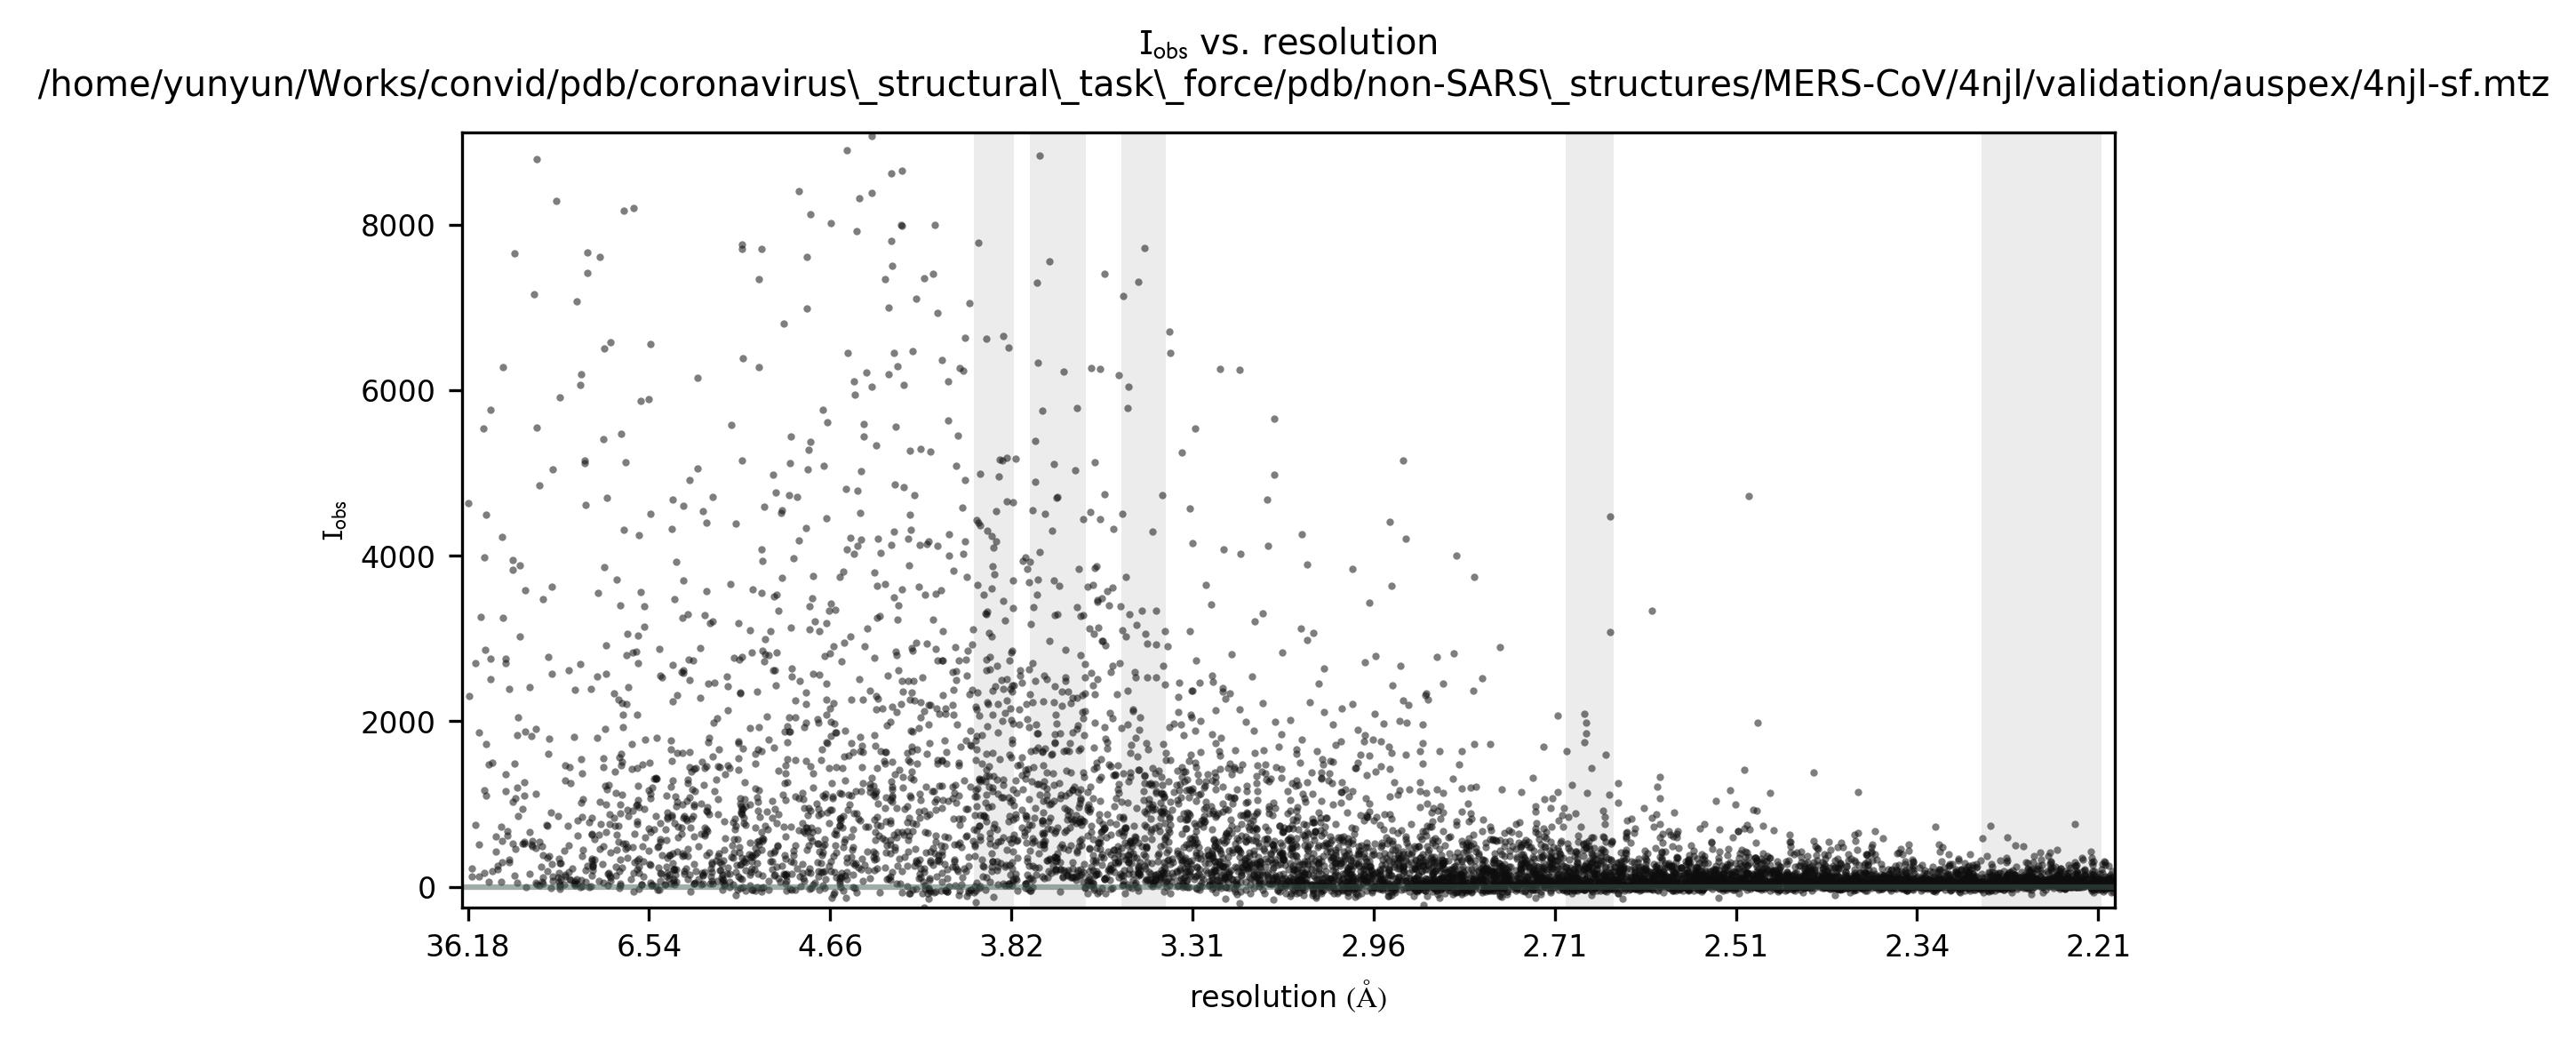 I_obs vs. resolution
/home/yunyun/Works/convid/pdb/coronavirus\_structural\_task\_force/pdb/non-SARS\_structures/MERS-CoV/4njl/validation/auspex/4njl-sf.mtz
8000
6000
I_obs
4000
2000
0
36.18 6.54 4.66 3.82 3.31 2.96 2.71 2.51 2.34 2.21
resolution (Å)